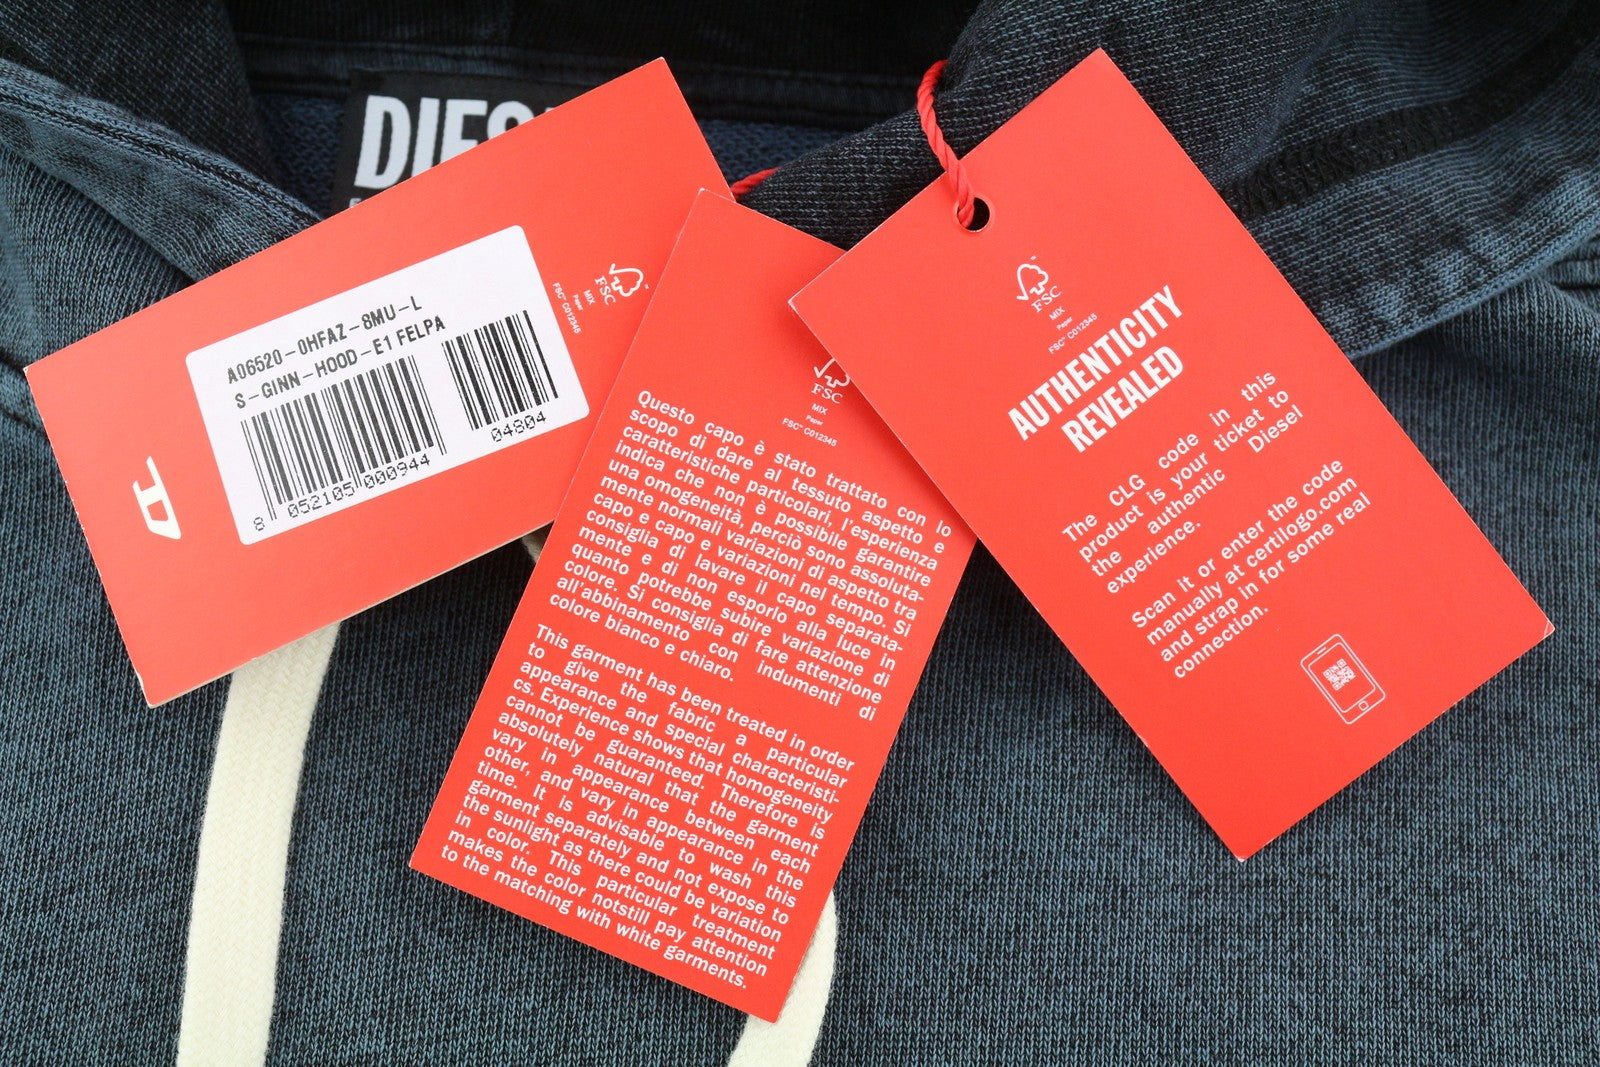 DIES
A06520-0HFAZ-8MU-L
S-GINN-HOOD-E1 FELPA
8 052105 000944
04804
D
FSC
MIX
Paper
FSC™ C012345
FSC
MIX
Paper
FSC™ C012345
Questo capo è stato trattato con lo
scopo di dare al tessuto aspetto e
caratteristiche particolari, l'esperienza
indica che non è possibile garantire
una omogeneità, perciò sono assoluta-
mente normali variazioni di aspetto tra
capo e capo e variazioni nel tempo. Si
consiglia di lavare il capo separata-
mente e di non esporlo alla luce in
quanto potrebbe subire variazione di
colore. Si consiglia di fare attenzione
all'abbinamento con indumenti di
colore bianco e chiaro.
This garment has been treated in order
to give the fabric a particular
appearance and special characteristi-
cs. Experience shows that homogeneity
cannot be guaranteed. Therefore is
absolutely natural that the garment
vary in appearance between each
other, and vary in appearance in the
time. It is advisable to wash this
garment separately and not expose to
the sunlight as there could be variation
in color. This particular treatment
makes the color notstill pay attention
to the matching with white garments.
FSC
MIX
Paper
FSC™ C012345
AUTHENTICITY
REVEALED
The CLG code in this
product is your ticket to
the authentic Diesel
experience.
Scan it or enter the code
manually at certilogo.com
and strap in for some real
connection.